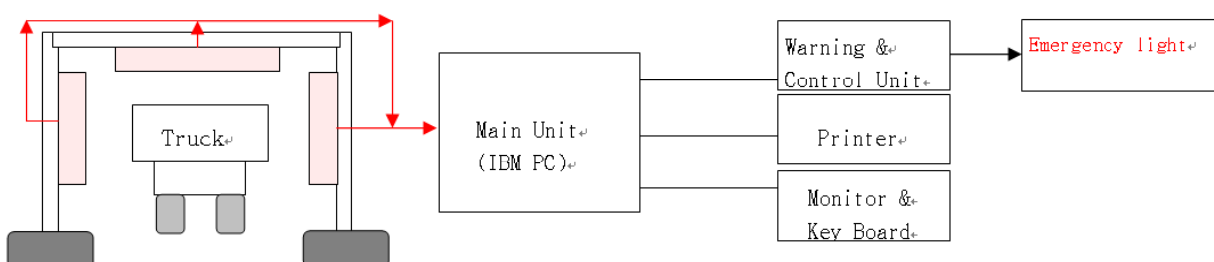 Truck
Main Unit
(IBM PC)
Warning &
Control Unit
Printer
Monitor &
Key Board
Emergency light